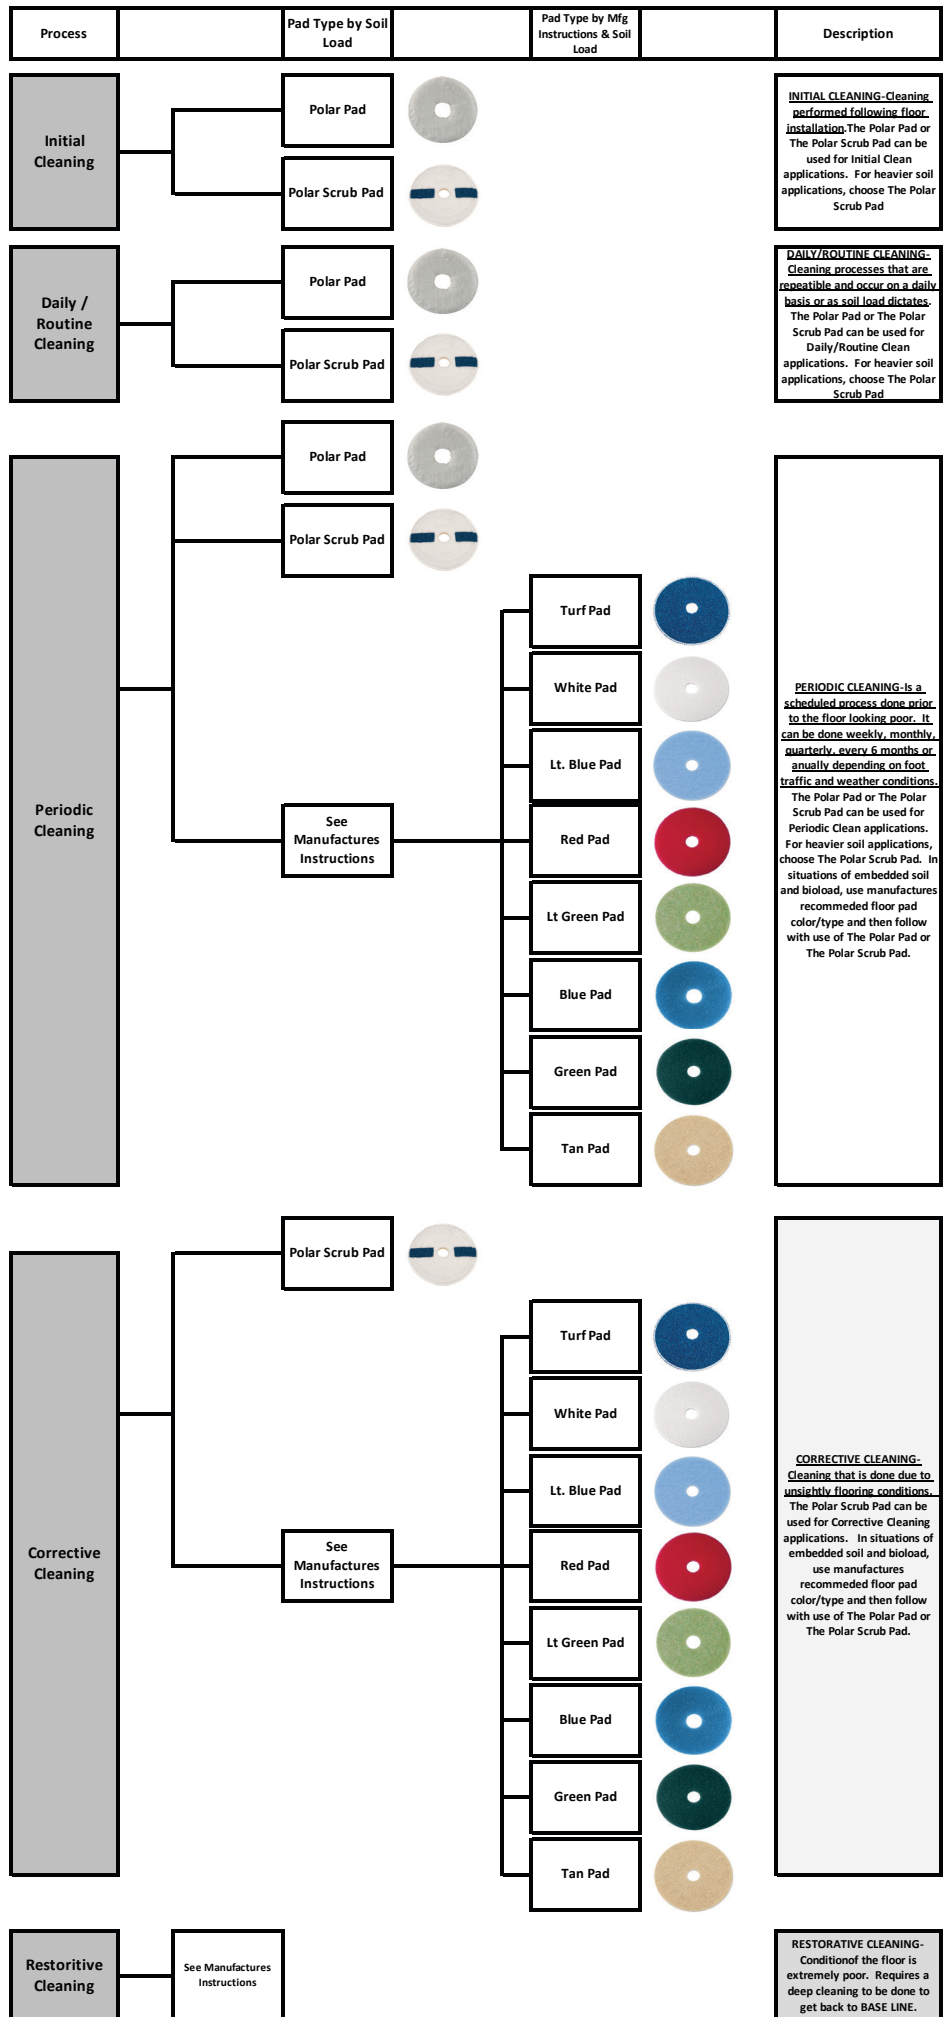 Process
Pad Type by Soil
Load
Pad Type by Mfg
Instructions & Soil
Load
Description
Initial
Cleaning
Polar Pad
Polar Scrub Pad
INITIAL CLEANING-Cleaning
performed following floor
installation.The Polar Pad or
The Polar Scrub Pad can be
used for Initial Clean
applications. For heavier soil
applications, choose The Polar
Scrub Pad
Daily /
Routine
Cleaning
Polar Pad
Polar Scrub Pad
DAILY/ROUTINE CLEANING-
Cleaning processes that are
repeatible and occur on a daily
basis or as soil load dictates.
The Polar Pad or The Polar
Scrub Pad can be used for
Daily/Routine Clean
applications. For heavier soil
applications, choose The Polar
Scrub Pad
Periodic
Cleaning
Polar Pad
Polar Scrub Pad
See
Manufactures
Instructions
Turf Pad
White Pad
Lt. Blue Pad
Red Pad
Lt Green Pad
Blue Pad
Green Pad
Tan Pad
PERIODIC CLEANING-Is a
scheduled process done prior
to the floor looking poor. It
can be done weekly, monthly,
quarterly, every 6 months or
anually depending on foot
traffic and weather conditions.
The Polar Pad or The Polar
Scrub Pad can be used for
Periodic Clean applications.
For heavier soil applications,
choose The Polar Scrub Pad. In
situations of embedded soil
and bioload, use manufactures
recommeded floor pad
color/type and then follow
with use of The Polar Pad or
The Polar Scrub Pad.
Corrective
Cleaning
Polar Scrub Pad
See
Manufactures
Instructions
Turf Pad
White Pad
Lt. Blue Pad
Red Pad
Lt Green Pad
Blue Pad
Green Pad
Tan Pad
CORRECTIVE CLEANING-
Cleaning that is done due to
unsightly flooring conditions.
The Polar Scrub Pad can be
used for Corrective Cleaning
applications. In situations of
embedded soil and bioload,
use manufactures
recommeded floor pad
color/type and then follow
with use of The Polar Pad or
The Polar Scrub Pad.
Restoritive
Cleaning
See Manufactures
Instructions
RESTORATIVE CLEANING-
Conditionof the floor is
extremely poor. Requires a
deep cleaning to be done to
get back to BASE LINE.